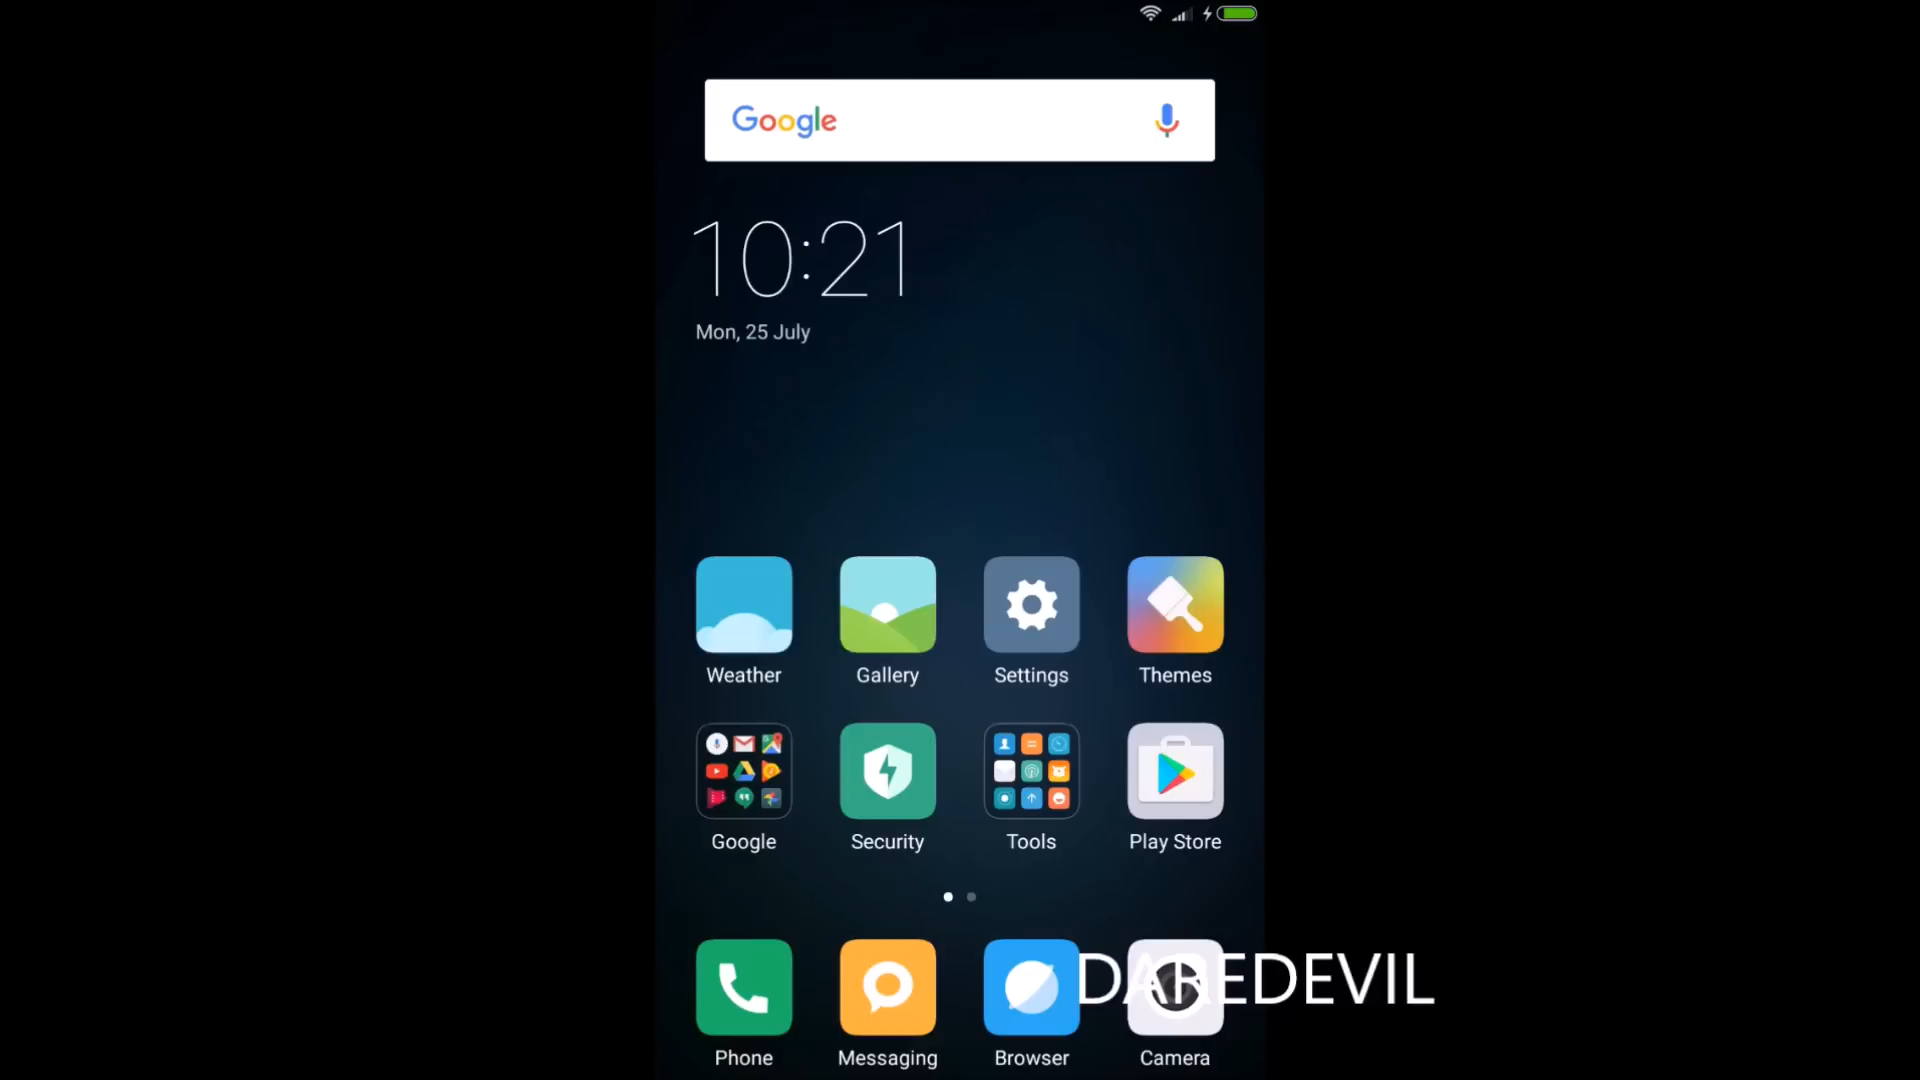 Google
10:21
Mon, 25 July
Weather Gallery Settings Themes
Google Security Tools Play Store
DAREDEVIL
Phone Messaging Browser Camera